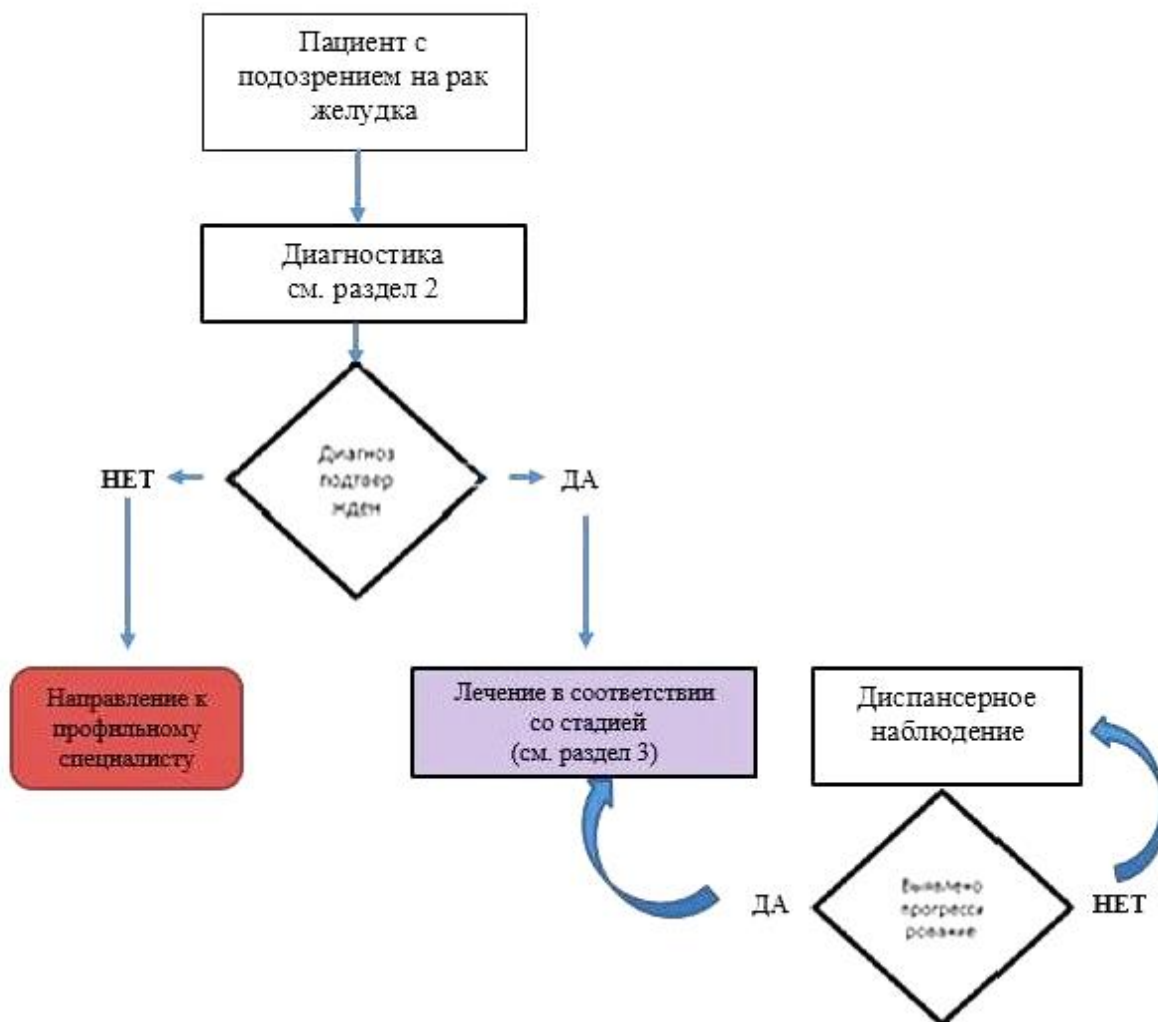 Пациент с
подозрением на рак
желудка
Диагностика
см. раздел 2
Диагноз
подтвер
жден
НЕТ
ДА
Направление к
профильному
специалисту
Лечение в соответствии
со стадией
(см. раздел 3)
Диспансерное
наблюдение
Выявлено
прогресси
рование
ДА
НЕТ